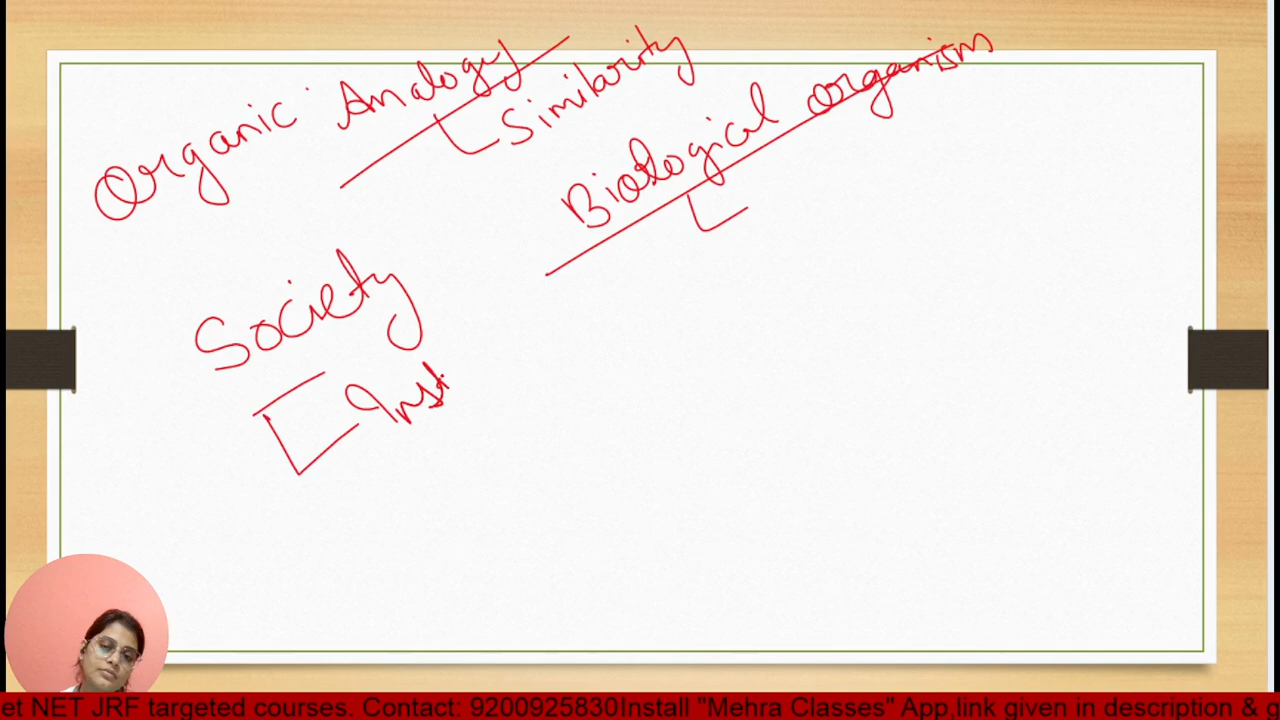 Organic Analogy
Similarity
Biological organism
Society
Inst
et NET JRF targeted courses. Contact: 9200925830Install "Mehra Classes" App,link given in description &